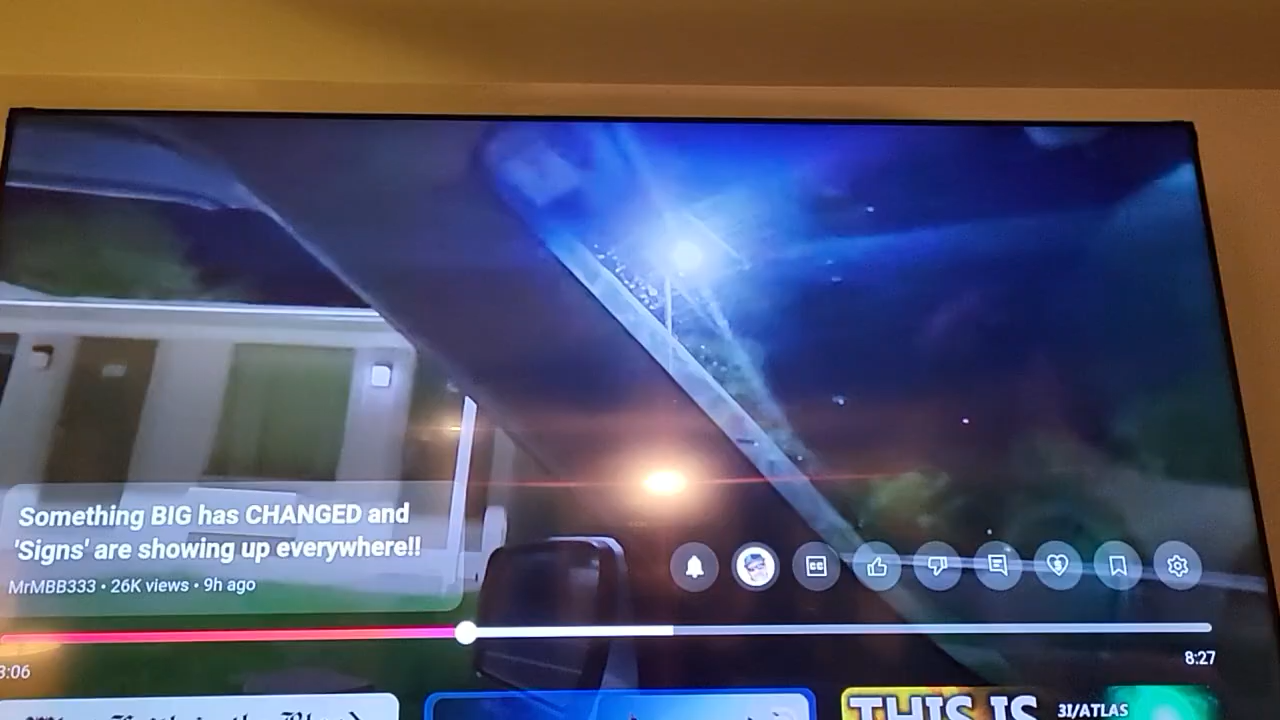 Something BIG has CHANGED and
'Signs' are showing up everywhere!!
MrMBB333 • 26K views • 9h ago
CC
3:06
8:27
THIS IS
3I/ATLAS